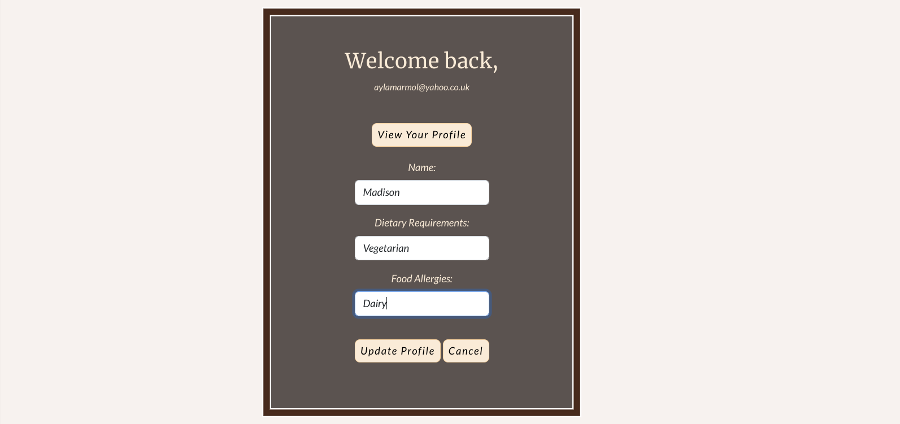 Welcome back,
aylamarmol@yahoo.co.uk
View Your Profile
Name:
Madison
Dietary Requirements:
Vegetarian
Food Allergies:
Dairy
Update Profile Cancel